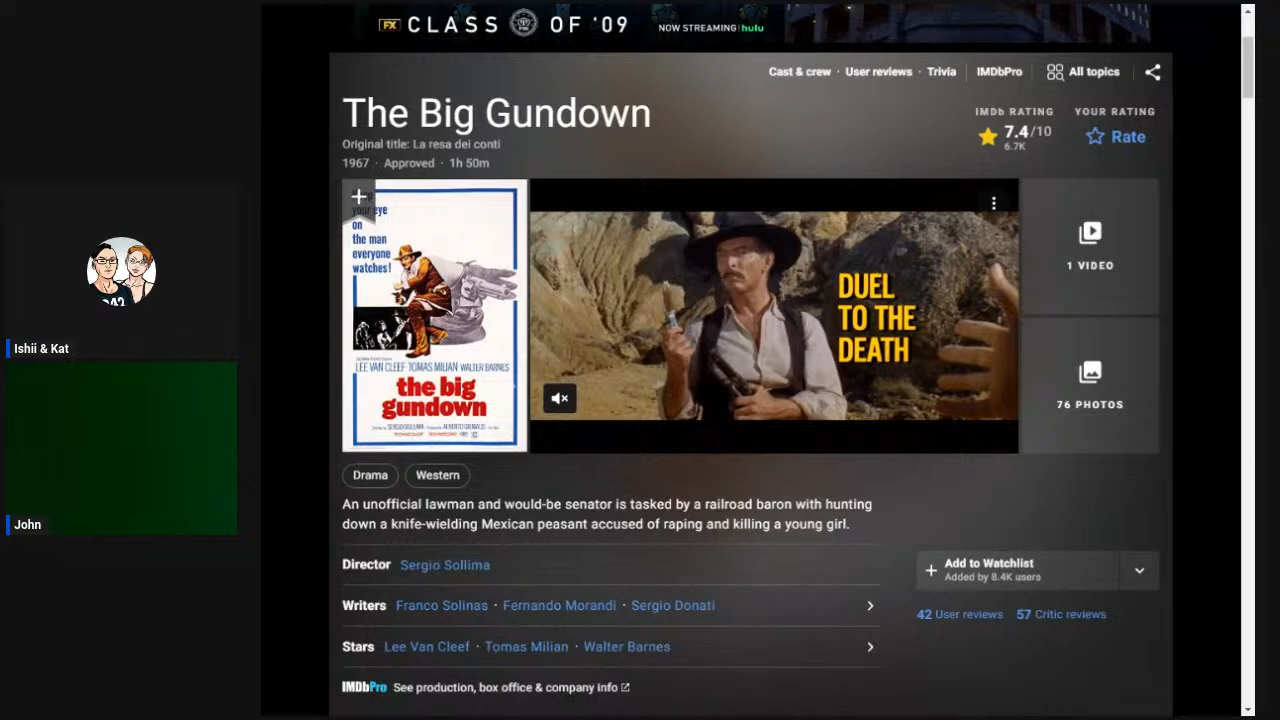 FX CLASS OF '09
NOW STREAMING | hulu
Cast & crew · User reviews · Trivia
IMDbPro
All topics
The Big Gundown
Original title: La resa dei conti
1967 · Approved · 1h 50m
IMDb RATING
7.4/10
6.7K
YOUR RATING
Rate
your eye
on
the man
everyone
watches!
LEE VAN CLEEF TOMAS MILIAN WALTER BARNES
the big
gundown
DUEL
TO THE
DEATH
1 VIDEO
76 PHOTOS
Drama
Western
An unofficial lawman and would-be senator is tasked by a railroad baron with hunting
down a knife-wielding Mexican peasant accused of raping and killing a young girl.
Director Sergio Sollima
Writers Franco Solinas · Fernando Morandi · Sergio Donati
Stars Lee Van Cleef · Tomas Milian · Walter Barnes
IMDbPro See production, box office & company info
+ Add to Watchlist
Added by 8.4K users
42 User reviews 57 Critic reviews
Ishii & Kat
John